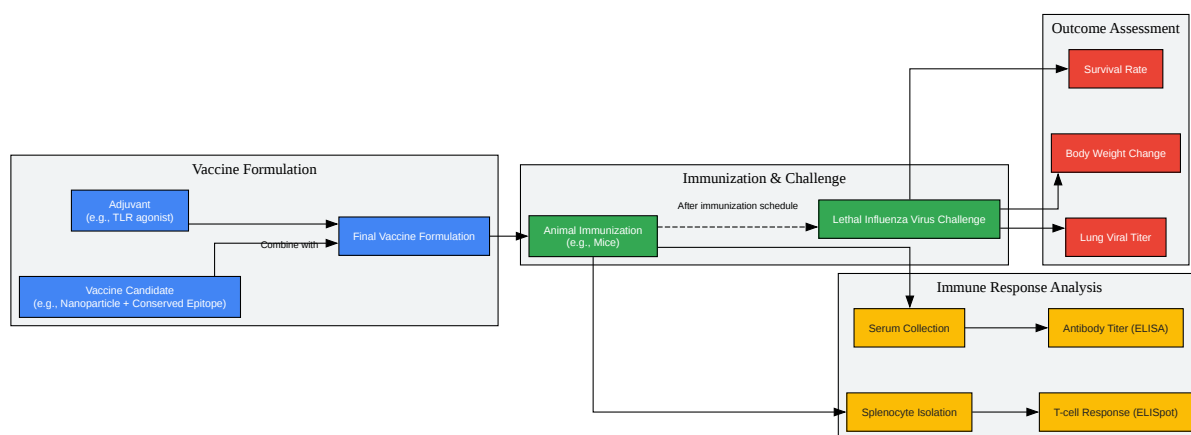 Outcome Assessment
Survival Rate
Body Weight Change
Lung Viral Titer
Vaccine Formulation
Adjuvant
(e.g., TLR agonist)
Combine with
Final Vaccine Formulation
Vaccine Candidate
(e.g., Nanoparticle + Conserved Epitope)
Immunization & Challenge
Animal Immunization
(e.g., Mice)
After immunization schedule
Lethal Influenza Virus Challenge
Immune Response Analysis
Serum Collection
Antibody Titer (ELISA)
Splenocyte Isolation
T-cell Response (ELISpot)